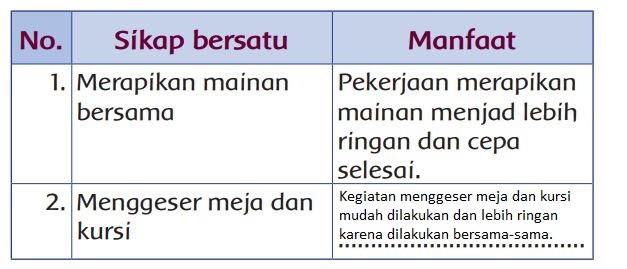 No. Sikap bersatu Manfaat
1. Merapikan mainan
bersama
Pekerjaan merapikan
mainan menjad lebih
ringan dan cepa
selesai.
2. Menggeser meja dan
kursi
Kegiatan menggeser meja dan kursi
mudah dilakukan dan lebih ringan
karena dilakukan bersama-sama.